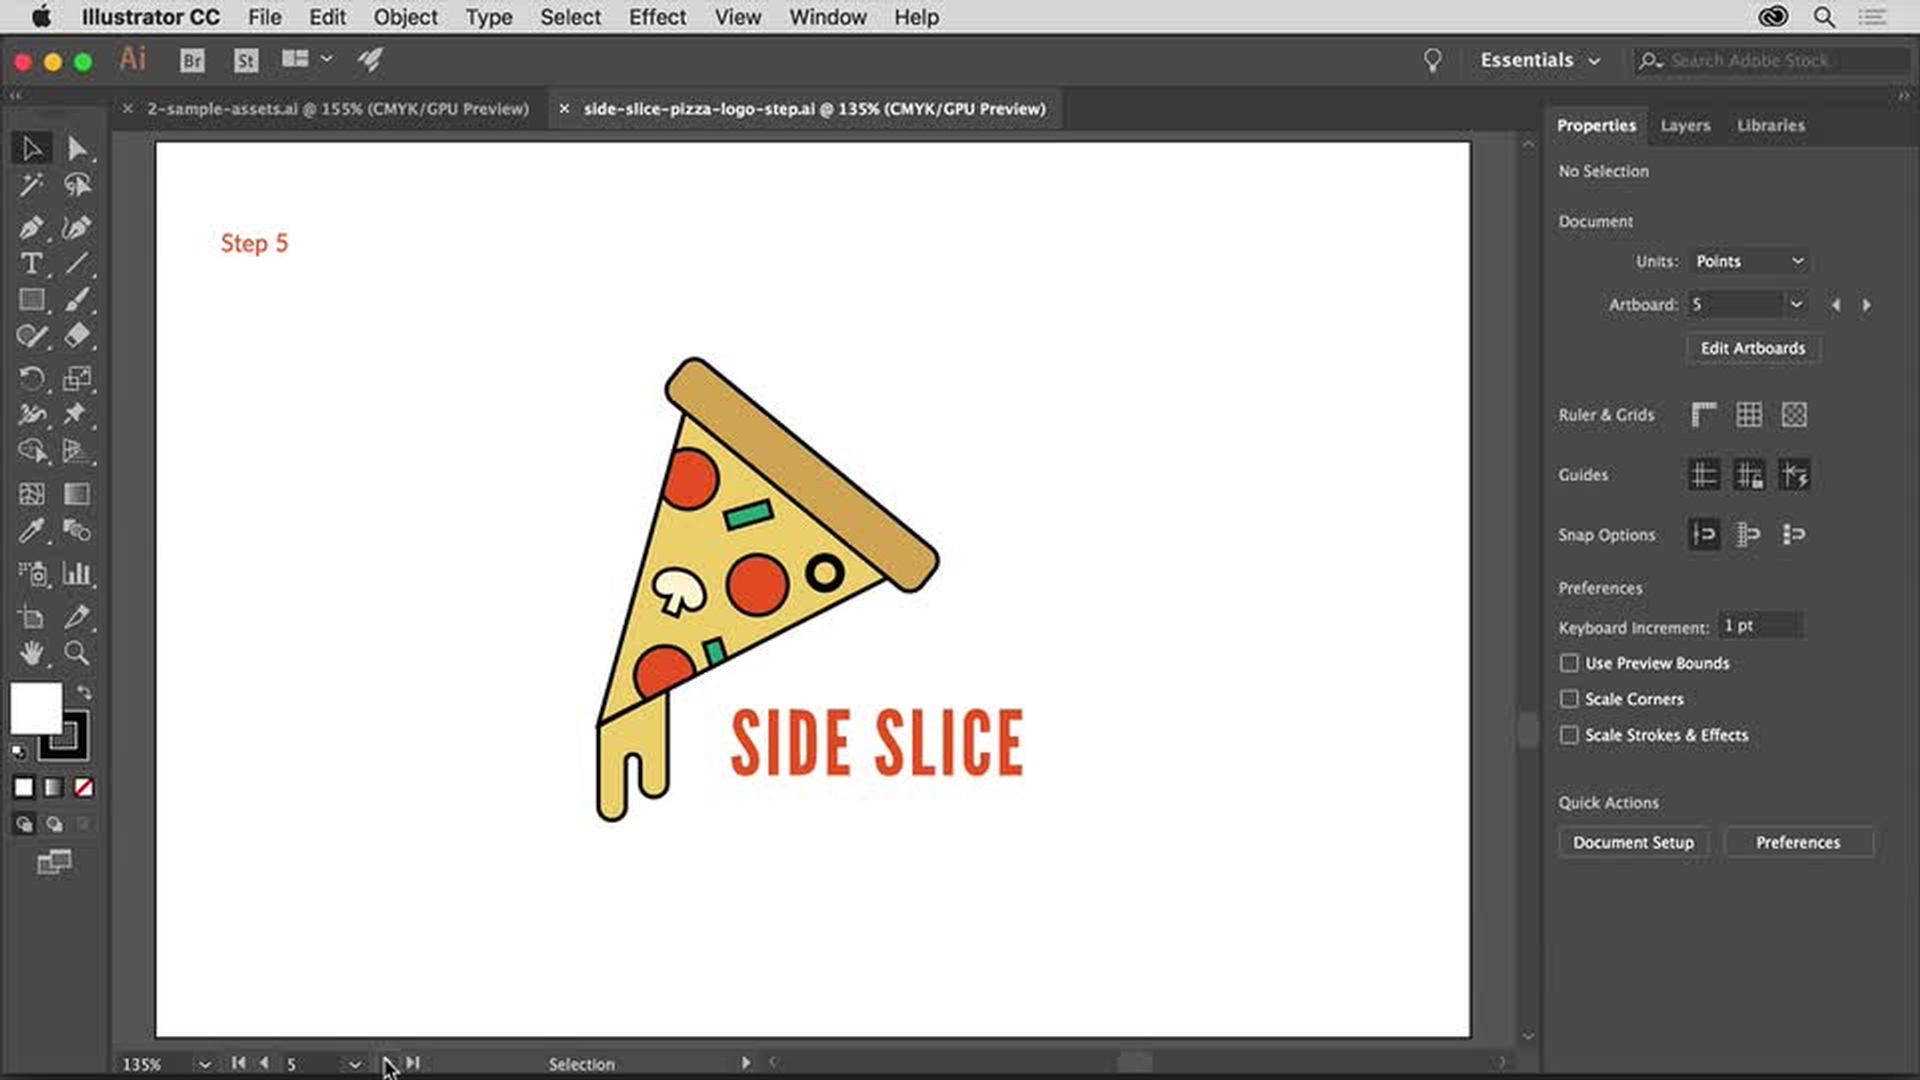 Illustrator CC File Edit Object Type Select Effect View Window Help
Ai Br St Essentials Search Adobe Stock
2-sample-assets.ai @ 155% (CMYK/GPU Preview) side-slice-pizza-logo-step.ai @ 135% (CMYK/GPU Preview)
Properties Layers Libraries
No Selection
Document
Units: Points
Artboard: 5
Edit Artboards
Ruler & Grids
Guides
Snap Options
Preferences
Keyboard Increment: 1 pt
Use Preview Bounds
Scale Corners
Scale Strokes & Effects
Quick Actions
Document Setup Preferences
Step 5
SIDE SLICE
135% 5 Selection